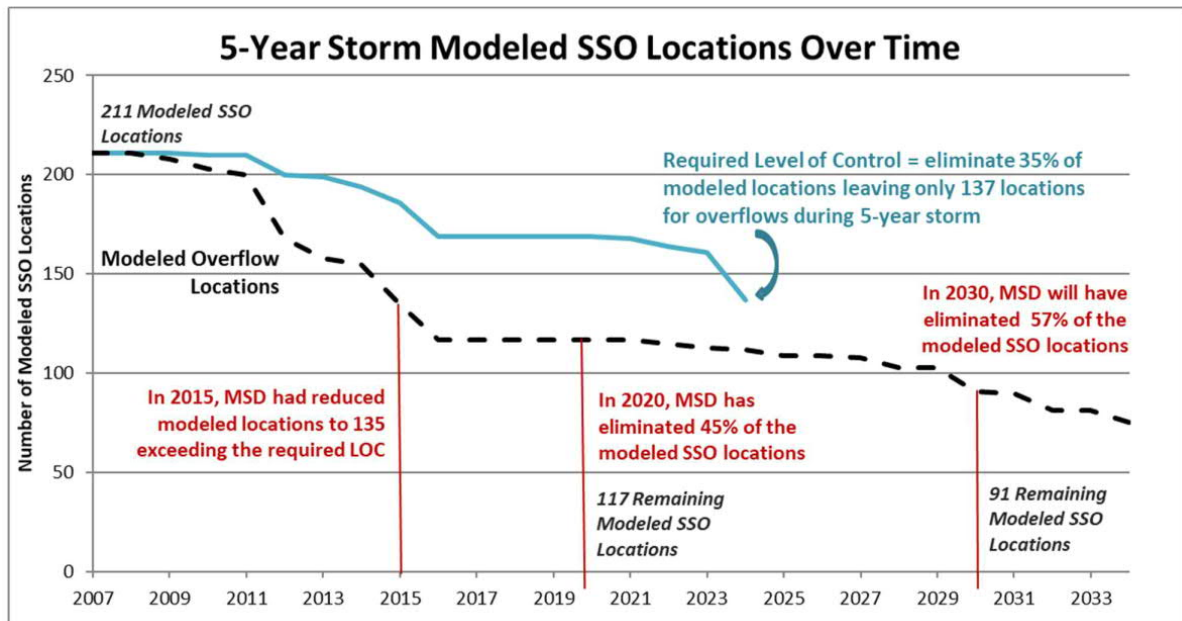 5-Year Storm Modeled SSO Locations Over Time
Number of Modeled SSO Locations
250
200
150
100
50
0
211 Modeled SSO
Locations
Modeled Overflow
Locations
Required Level of Control = eliminate 35% of
modeled locations leaving only 137 locations
for overflows during 5-year storm
In 2015, MSD had reduced
modeled locations to 135
exceeding the required LOC
In 2020, MSD has
eliminated 45% of the
modeled SSO locations
117 Remaining
Modeled SSO
Locations
In 2030, MSD will have
eliminated 57% of the
modeled SSO locations
91 Remaining
Modeled SSO
Locations
2007 2009 2011 2013 2015 2017 2019 2021 2023 2025 2027 2029 2031 2033